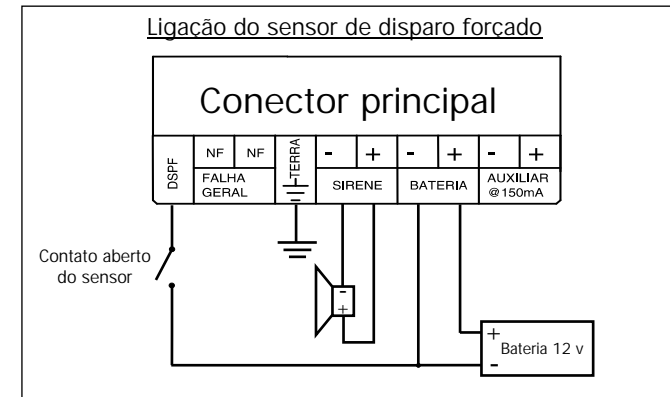 Ligação do sensor de disparo forçado
Conector principal
DSPF
NF NF
FALHA
GERAL
TERRA
- +
SIRENE
- +
BATERIA
- +
AUXILIAR
@150mA
Contato aberto
do sensor
-
+
+
Bateria 12 v
-